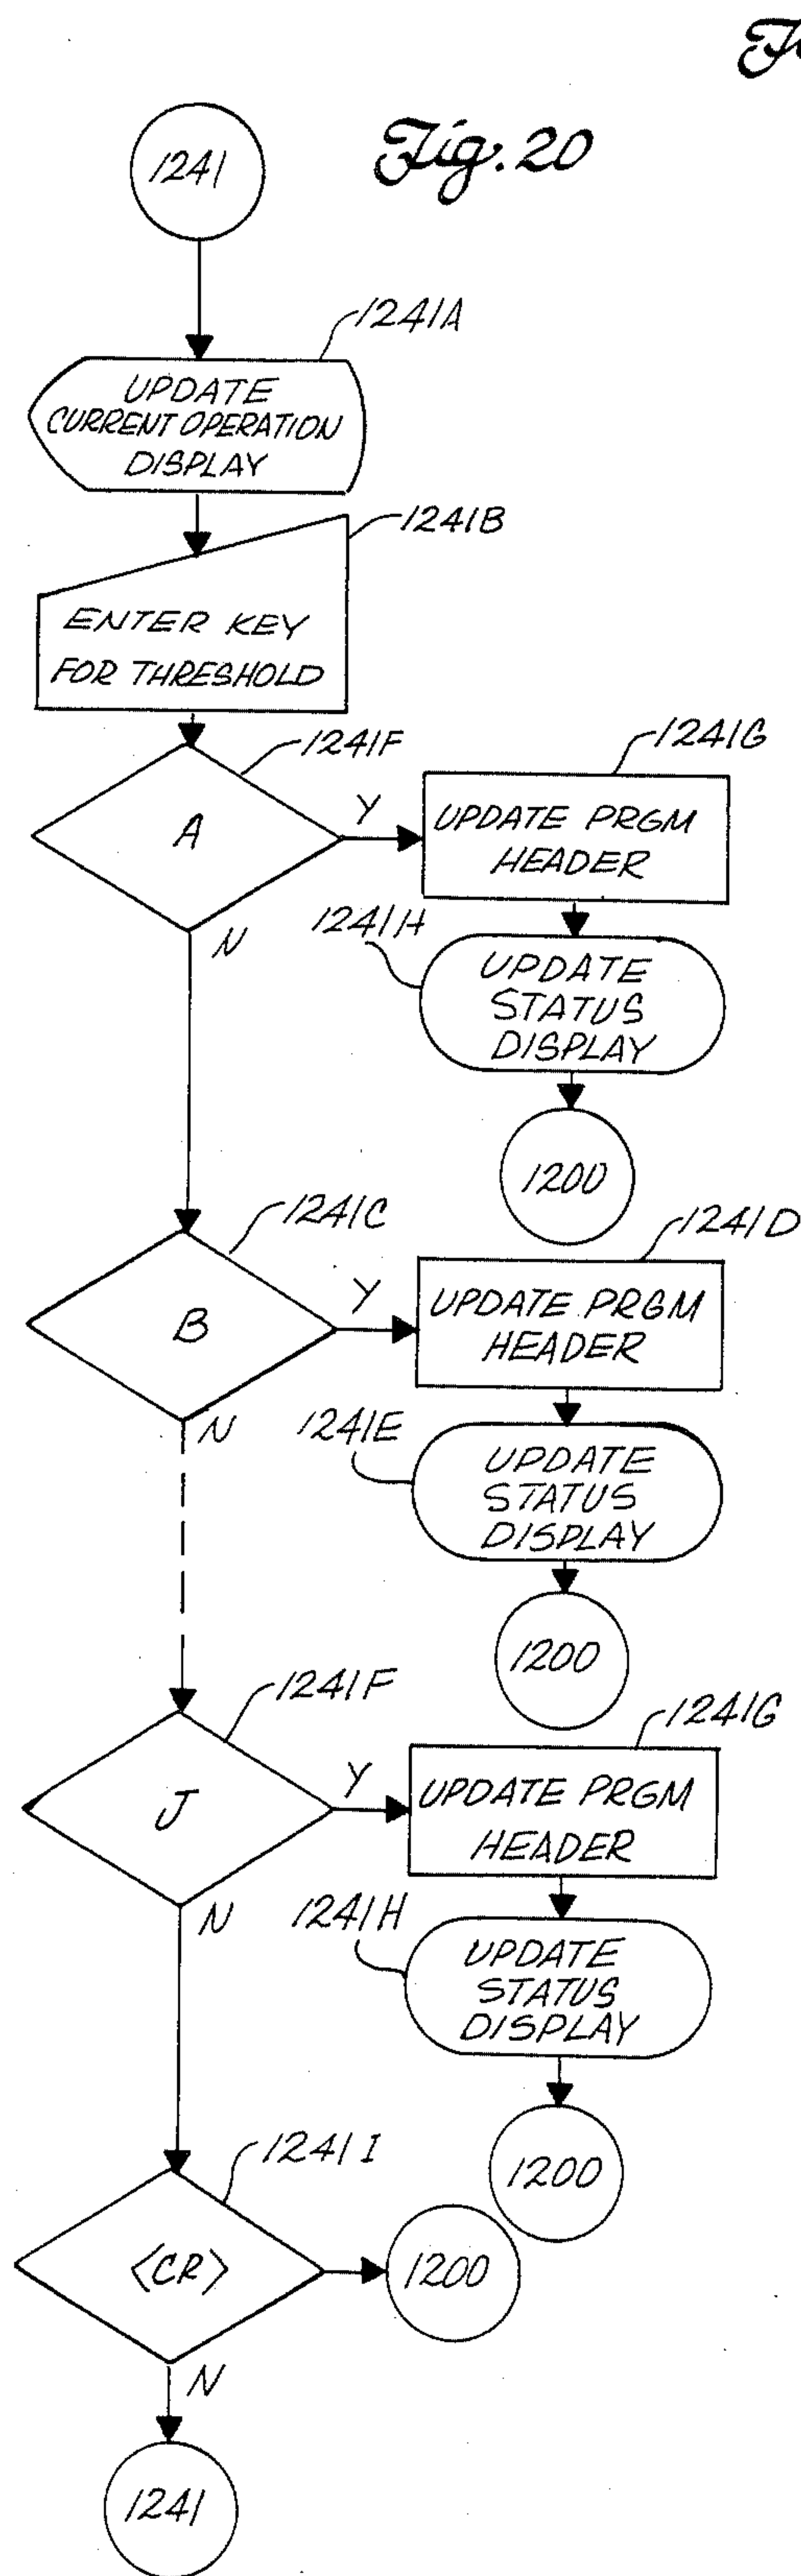 Fig. 20
1241
1241A
UPDATE
CURRENT OPERATION
DISPLAY
1241B
ENTER KEY
FOR THRESHOLD
1241F
A
Y
N
1241G
UPDATE PRGM
HEADER
1241H
UPDATE
STATUS
DISPLAY
1200
1241C
B
Y
N
1241D
UPDATE PRGM
HEADER
1241E
UPDATE
STATUS
DISPLAY
1200
1241F
J
Y
N
1241G
UPDATE PRGM
HEADER
1241H
UPDATE
STATUS
DISPLAY
1200
1241I
<CR>
1200
N
1241